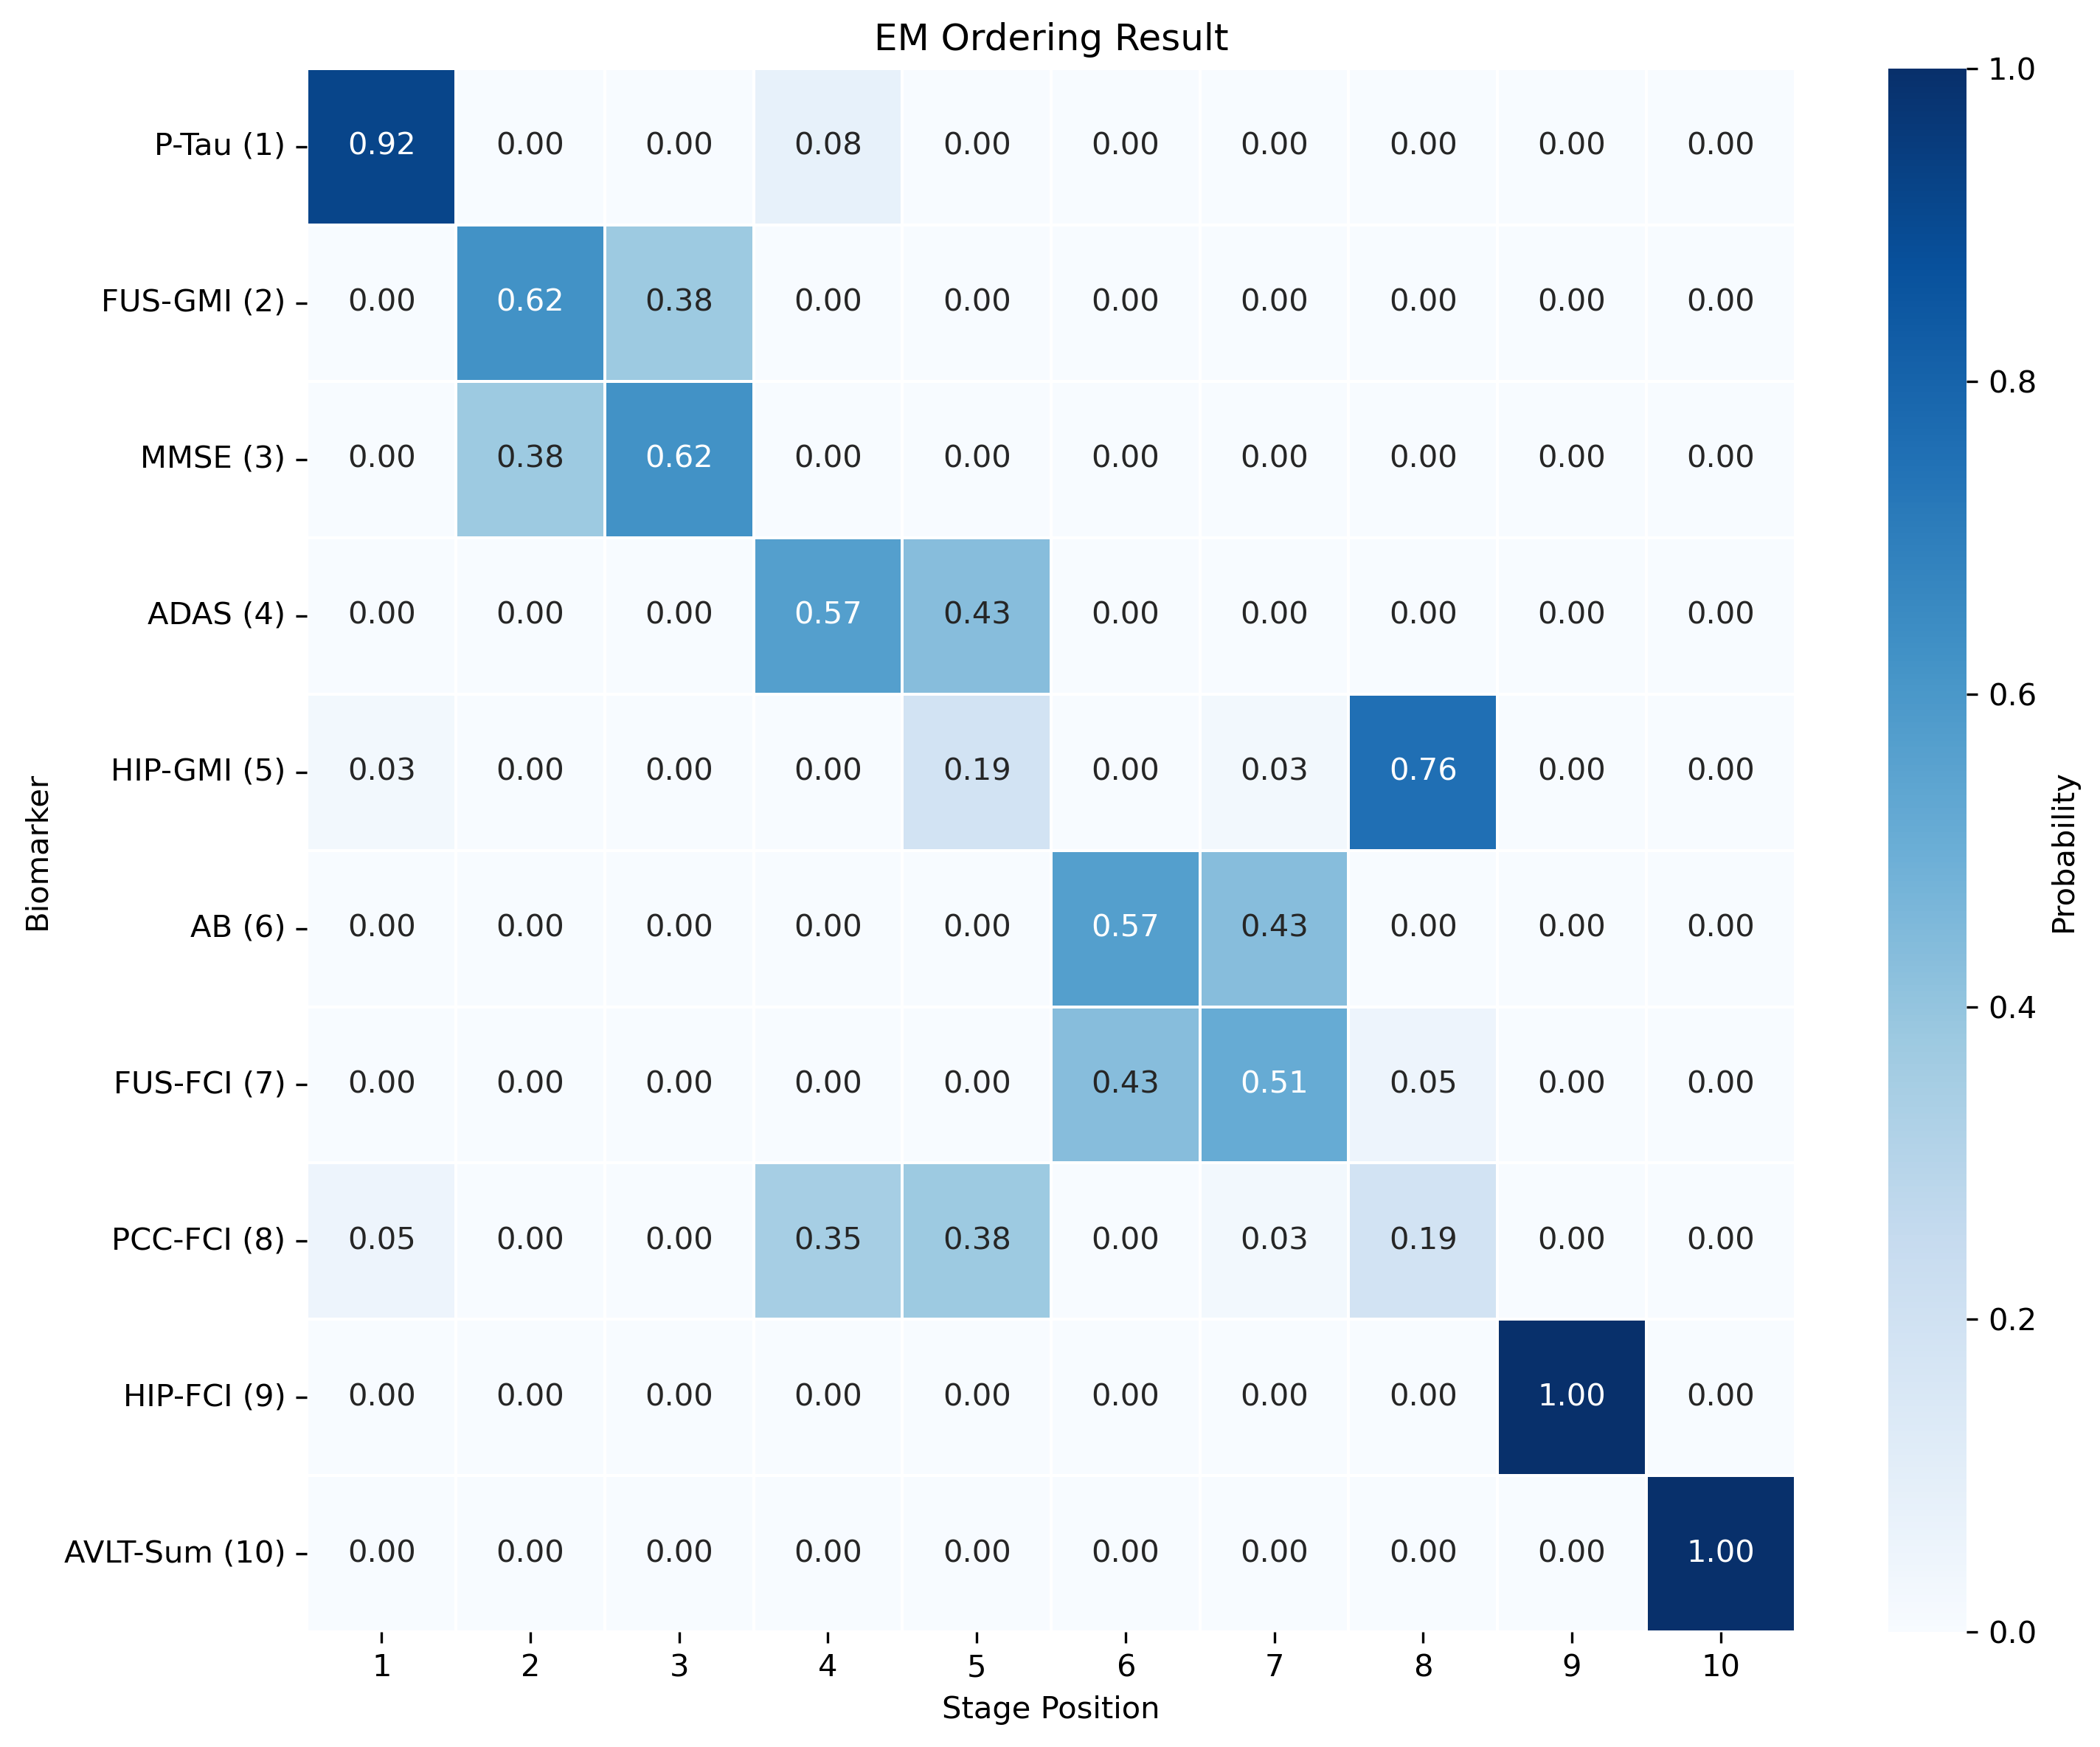 EM Ordering Result
P-Tau (1) 0.92 0.00 0.00 0.08 0.00 0.00 0.00 0.00 0.00 0.00
FUS-GMI (2) 0.00 0.62 0.38 0.00 0.00 0.00 0.00 0.00 0.00 0.00
MMSE (3) 0.00 0.38 0.62 0.00 0.00 0.00 0.00 0.00 0.00 0.00
ADAS (4) 0.00 0.00 0.00 0.57 0.43 0.00 0.00 0.00 0.00 0.00
HIP-GMI (5) 0.03 0.00 0.00 0.00 0.19 0.00 0.03 0.76 0.00 0.00
AB (6) 0.00 0.00 0.00 0.00 0.00 0.57 0.43 0.00 0.00 0.00
FUS-FCI (7) 0.00 0.00 0.00 0.00 0.00 0.43 0.51 0.05 0.00 0.00
PCC-FCI (8) 0.05 0.00 0.00 0.35 0.38 0.00 0.03 0.19 0.00 0.00
HIP-FCI (9) 0.00 0.00 0.00 0.00 0.00 0.00 0.00 0.00 1.00 0.00
AVLT-Sum (10) 0.00 0.00 0.00 0.00 0.00 0.00 0.00 0.00 0.00 1.00
1 2 3 4 5 6 7 8 9 10
Stage Position
Biomarker
1.0
0.8
0.6
0.4
0.2
0.0
Probability